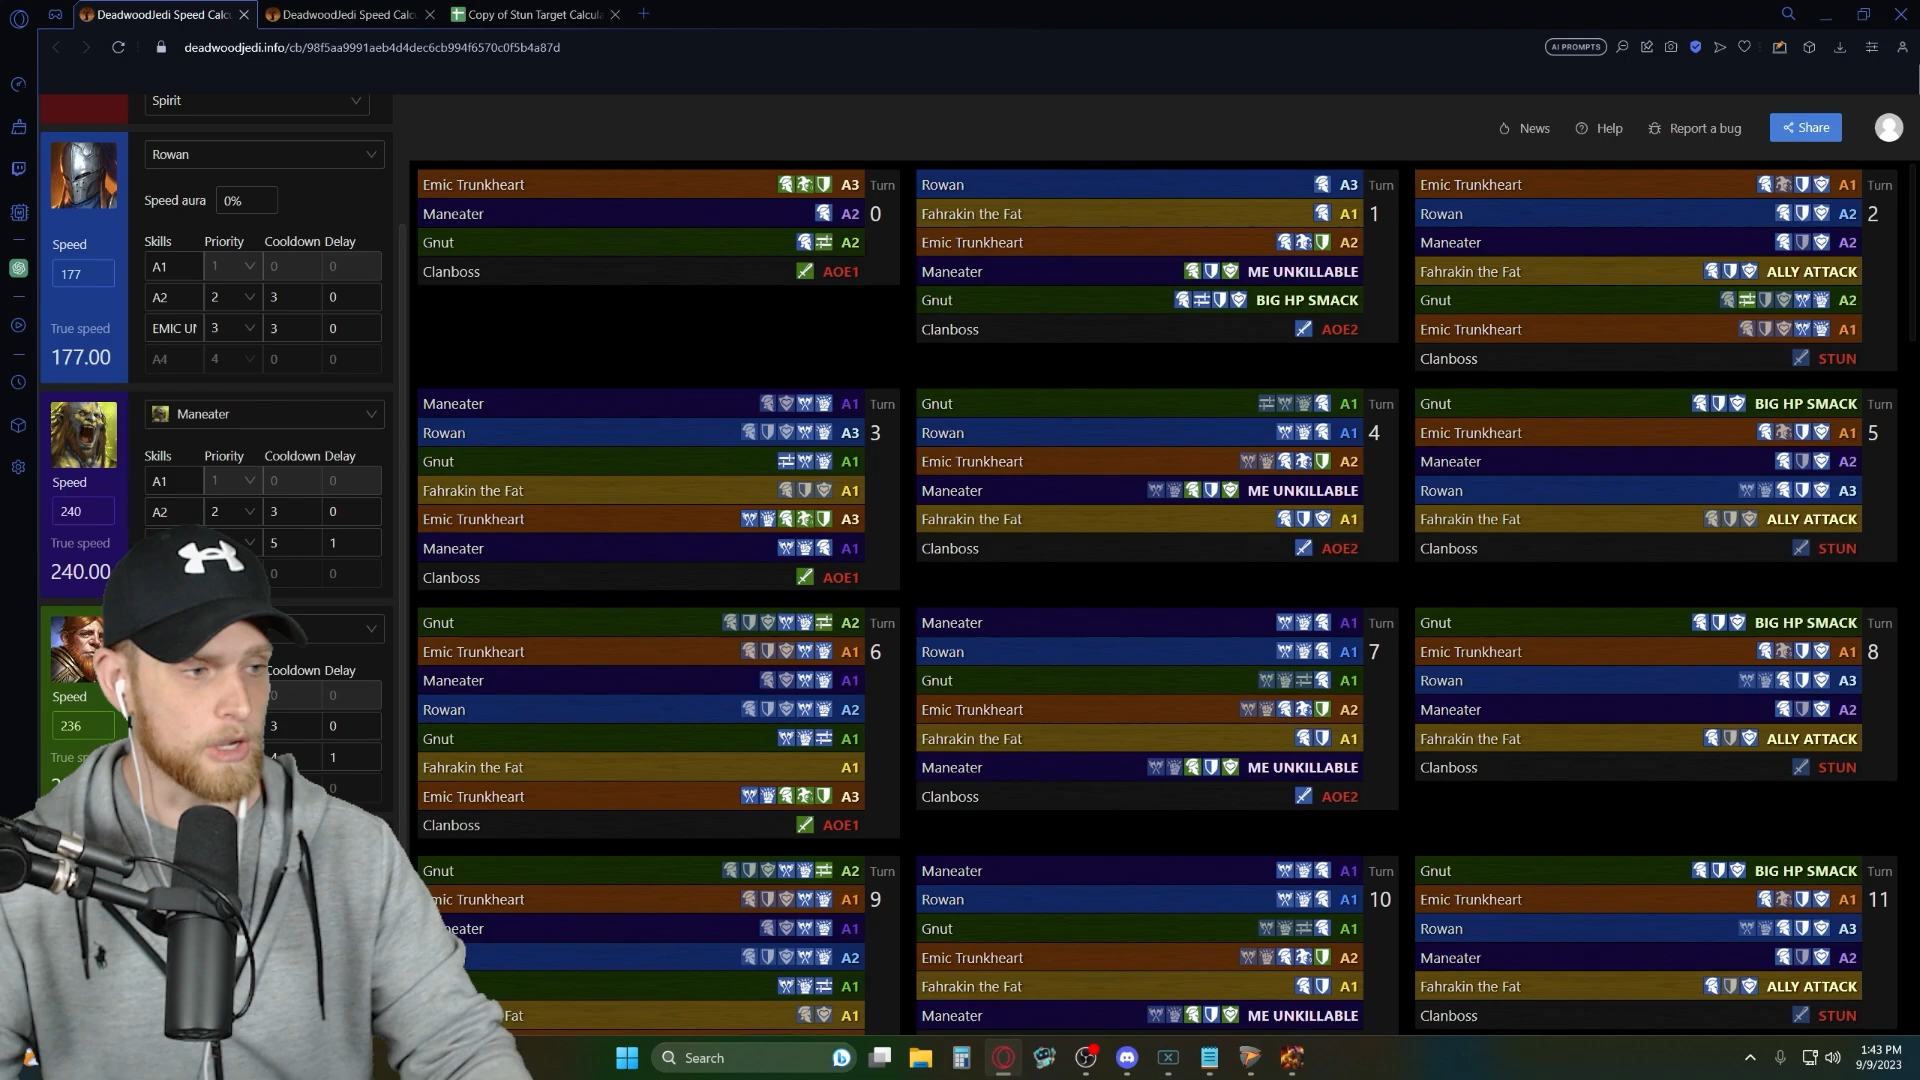 DeadwoodJedi Speed Calc
DeadwoodJedi Speed Calc
Copy of Stun Target Calcula
deadwoodjedi.info/cb/98f5aa9991aeb4d4dec6cb994f6570c0f5b4a87d
AI PROMPTS
Spirit
News
Help
Report a bug
Share
Rowan
Speed aura 0%
Speed
177
True speed
177.00
Skills Priority Cooldown Delay
A1 1 0 0
A2 2 3 0
EMIC UI 3 3 0
A4 4 0 0
Maneater
Skills Priority Cooldown Delay
Speed
240
True speed
240.00
A1 1 0 0
A2 2 3 0
5 1
0 0
Speed
236
True sp
Cooldown Delay
0 0
3 0
4 1
0
Emic Trunkheart A3 Turn
Maneater A2 0
Gnut A2
Clanboss AOE1
Rowan A3 Turn
Fahrakin the Fat A1 1
Emic Trunkheart A2
Maneater ME UNKILLABLE
Gnut BIG HP SMACK
Clanboss AOE2
Emic Trunkheart A1 Turn
Rowan A2 2
Maneater A2
Fahrakin the Fat ALLY ATTACK
Gnut A2
Emic Trunkheart A1
Clanboss STUN
Maneater A1 Turn
Rowan A3 3
Gnut A1
Fahrakin the Fat A1
Emic Trunkheart A3
Maneater A1
Clanboss AOE1
Gnut A1 Turn
Rowan A1 4
Emic Trunkheart A2
Maneater ME UNKILLABLE
Fahrakin the Fat A1
Clanboss AOE2
Gnut BIG HP SMACK Turn
Emic Trunkheart A1 5
Maneater A2
Rowan A3
Fahrakin the Fat ALLY ATTACK
Clanboss STUN
Gnut A2 Turn
Emic Trunkheart A1 6
Maneater A1
Rowan A2
Gnut A1
Fahrakin the Fat A1
Emic Trunkheart A3
Clanboss AOE1
Maneater A1 Turn
Rowan A1 7
Gnut A1
Emic Trunkheart A2
Fahrakin the Fat A1
Maneater ME UNKILLABLE
Clanboss AOE2
Gnut BIG HP SMACK Turn
Emic Trunkheart A1 8
Rowan A3
Maneater A2
Fahrakin the Fat ALLY ATTACK
Clanboss STUN
Gnut A2 Turn
mic Trunkheart A1 9
eater A1
A2
A1
Fat A1
Maneater A1 Turn
Rowan A1 10
Gnut A1
Emic Trunkheart A2
Fahrakin the Fat A1
Maneater ME UNKILLABLE
Gnut BIG HP SMACK Turn
Emic Trunkheart A1 11
Rowan A3
Maneater A2
Fahrakin the Fat ALLY ATTACK
Clanboss STUN
Search
1:43 PM
9/9/2023